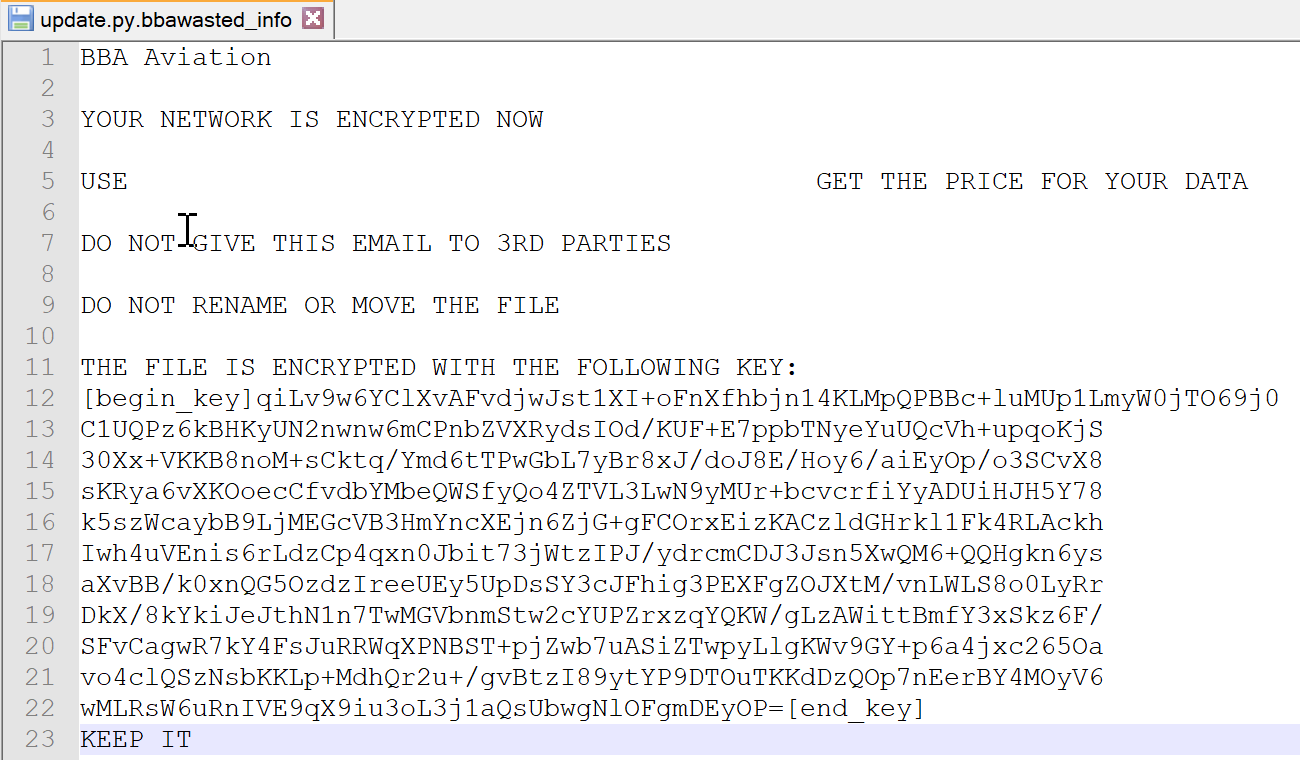 update.py.bbawasted_info
1 BBA Aviation
2
3 YOUR NETWORK IS ENCRYPTED NOW
4
5 USE GET THE PRICE FOR YOUR DATA
6
7 DO NOT GIVE THIS EMAIL TO 3RD PARTIES
8
9 DO NOT RENAME OR MOVE THE FILE
10
11 THE FILE IS ENCRYPTED WITH THE FOLLOWING KEY:
12 [begin_key]qiLv9w6YClXvAFvdjwJst1XI+oFnXfhbjn14KLMpQPBBc+luMUp1LmyW0jTO69j0
13 C1UQPz6kBHKyUN2nwnw6mCPnbZVXRydsIOd/KUF+E7ppbTNyeYuUQcVh+upqoKjS
14 30Xx+VKKB8noM+sCktq/Ymd6tTPwGbL7yBr8xJ/doJ8E/Hoy6/aiEyOp/o3SCvX8
15 sKRya6vXKOoecCfvdbYMbeQWSfyQo4ZTVL3LwN9yMUr+bcvcrfiYyADUiHJH5Y78
16 k5szWcaybB9LjMEGcVB3HmYncXEjn6ZjG+gFCOrxEizKACzldGHrkl1Fk4RLAckh
17 Iwh4uVEnis6rLdzCp4qxn0Jbit73jWtzIPJ/ydrcmCDJ3Jsn5XwQM6+QQHgkn6ys
18 aXvBB/k0xnQG5OzdzIreeUEy5UpDsSY3cJFhig3PEXFgZOJXtM/vnLWLS8o0LyRr
19 DkX/8kYkiJeJthN1n7TwMGVbnmStw2cYUPZrxzqYQKW/gLzAWittBmfY3xSkz6F/
20 SFvCagwR7kY4FsJuRRWqXPNBST+pjZwb7uASiZTwpyLlgKWv9GY+p6a4jxc265Oa
21 vo4clQSzNsbKKLp+MdhQr2u+/gvBtzI89ytYP9DTOuTKKdDzQOp7nEerBY4MOyV6
22 wMLRsW6uRnIVE9qX9iu3oL3j1aQsUbwgNlOFgmDEyOP=[end_key]
23 KEEP IT